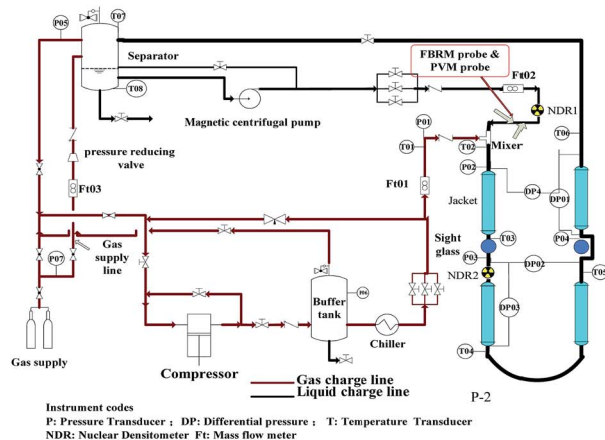 T07
P05
Separator
T08
Magnetic centrifugal pump
FBRM probe &
PVM probe
Ft02
NDR1
P01
T01
T02
Mixer
T06
pressure reducing
valve
P02
Ft03
Ft01
DP4
DP01
Jacket
Gas
supply line
Sight
glass
T03
P04
P03
DP02
P07
NDR2
T05
Buffer
tank
DP03
Chiller
Gas supply
Compressor
T04
Gas charge line
Liquid charge line
P-2
Instrument codes
P: Pressure Transducer ; DP: Differential pressure ; T: Temperature Transducer
NDR: Nuclear Densitometer Ft: Mass flow meter